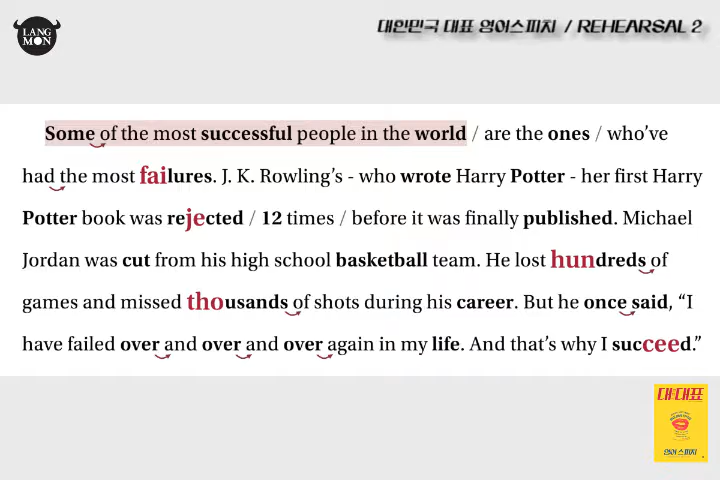 LANG
MON
대한민국 대표 영어스피치 / REHEARSAL 2
Some of the most successful people in the world / are the ones / who’ve
had the most failures. J. K. Rowling’s - who wrote Harry Potter - her first Harry
Potter book was rejected / 12 times / before it was finally published. Michael
Jordan was cut from his high school basketball team. He lost hundreds of
games and missed thousands of shots during his career. But he once said, “I
have failed over and over and over again in my life. And that’s why I succeed.”
대표
영어스피치